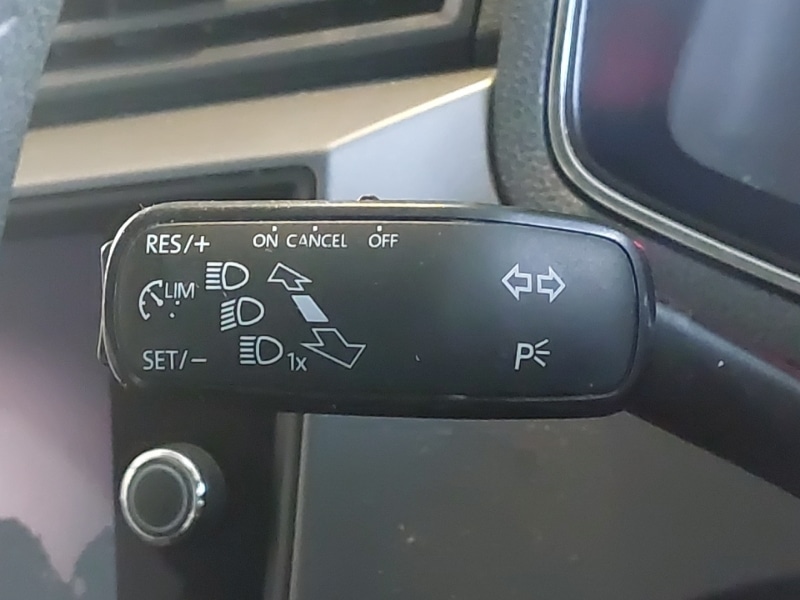 RES/+ ON CANCEL OFF
LIM
SET/- 1x P